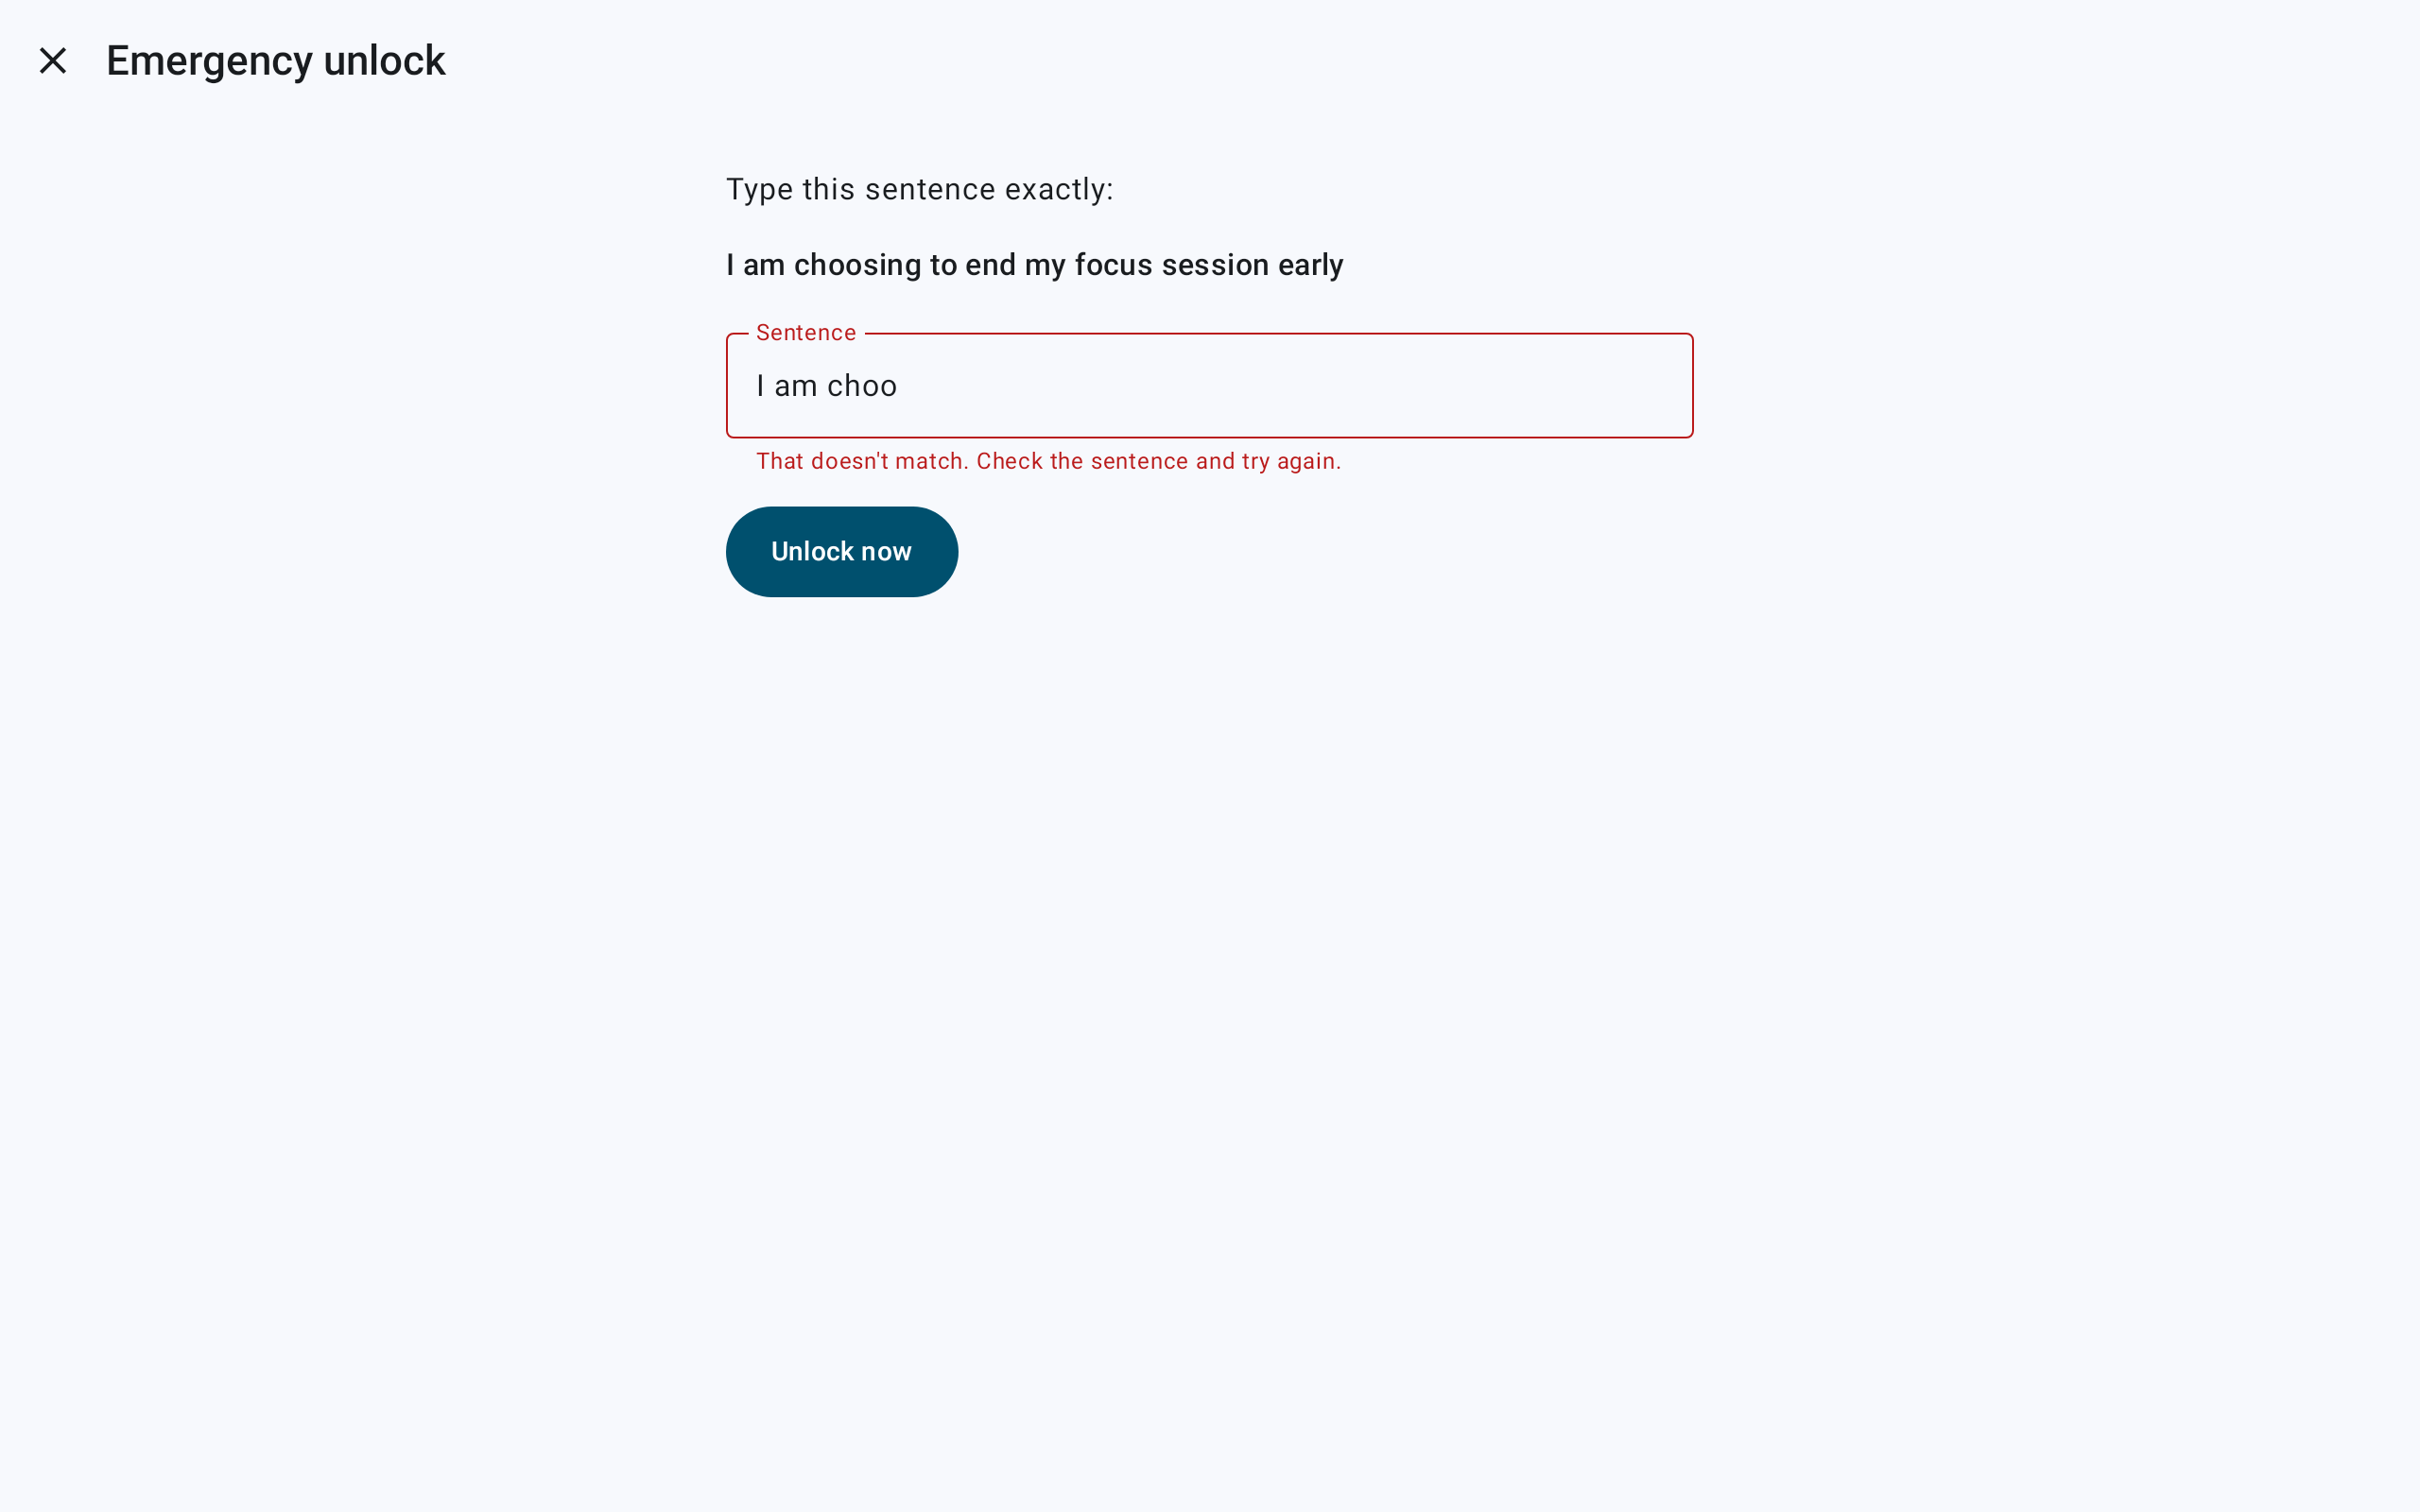 Emergency unlock
Type this sentence exactly:
I am choosing to end my focus session early
Sentence
I am choo
That doesn't match. Check the sentence and try again.
Unlock now